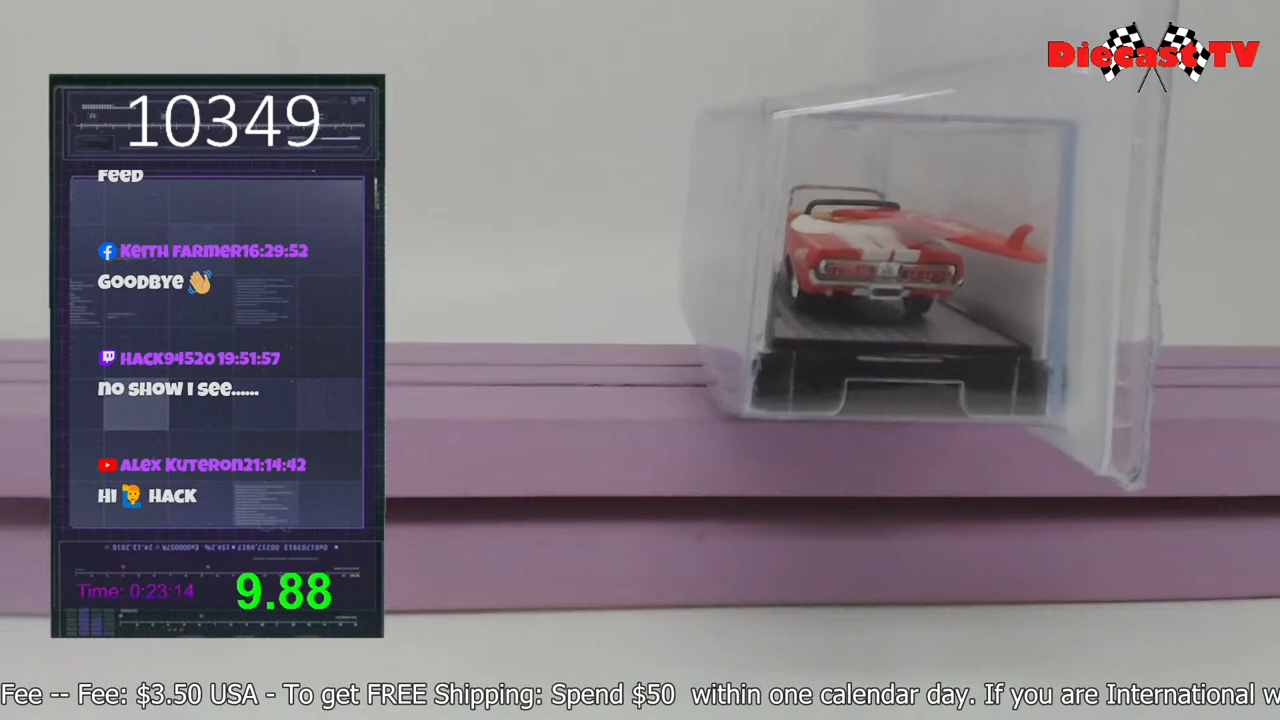 Diecast TV
10349
FEED
Keith Farmer16:29:52
GOODBYE 👋
Hack94520 19:51:57
NO SHOW I SEE......
Alex Kuteron21:14:42
HI 🙋 HACK
Time: 0:23:14
9.88
Fee -- Fee: $3.50 USA - To get FREE Shipping: Spend $50 within one calendar day. If you are International w